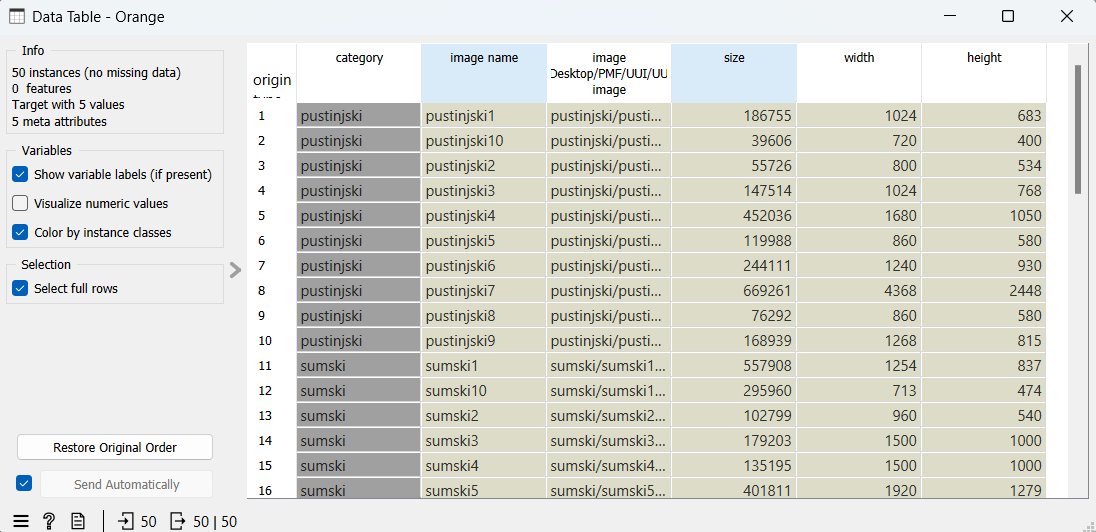 Data Table - Orange
Info
50 instances (no missing data)
0 features
Target with 5 values
5 meta attributes
Variables
Show variable labels (if present)
Visualize numeric values
Color by instance classes
Selection
Select full rows
Restore Original Order
Send Automatically
50 50 | 50
category image name image size width height
Desktop/PMF/UUI/UU
origin image
1 pustinjski pustinjski1 pustinjski/pusti... 186755 1024 683
2 pustinjski pustinjski10 pustinjski/pusti... 39606 720 400
3 pustinjski pustinjski2 pustinjski/pusti... 55726 800 534
4 pustinjski pustinjski3 pustinjski/pusti... 147514 1024 768
5 pustinjski pustinjski4 pustinjski/pusti... 452036 1680 1050
6 pustinjski pustinjski5 pustinjski/pusti... 119988 860 580
7 pustinjski pustinjski6 pustinjski/pusti... 244111 1240 930
8 pustinjski pustinjski7 pustinjski/pusti... 669261 4368 2448
9 pustinjski pustinjski8 pustinjski/pusti... 76292 860 580
10 pustinjski pustinjski9 pustinjski/pusti... 168939 1268 815
11 sumski sumski1 sumski/sumski1... 557908 1254 837
12 sumski sumski10 sumski/sumski1... 295960 713 474
13 sumski sumski2 sumski/sumski2... 102799 960 540
14 sumski sumski3 sumski/sumski3... 179203 1500 1000
15 sumski sumski4 sumski/sumski4... 135195 1500 1000
16 sumski sumski5 sumski/sumski5... 401811 1920 1279